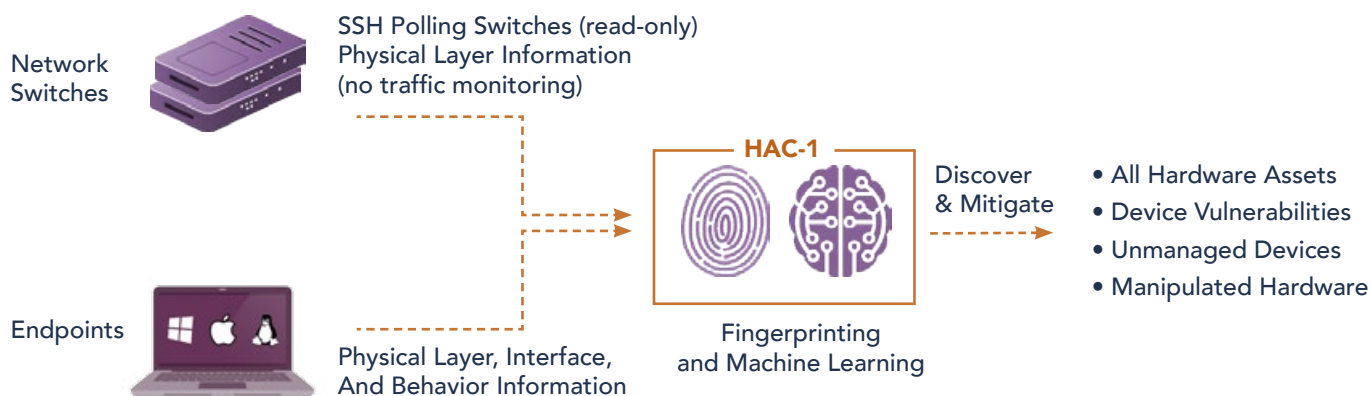 Network
Switches
SSH Polling Switches (read-only)
Physical Layer Information
(no traffic monitoring)
HAC-1
Discover
& Mitigate
• All Hardware Assets
• Device Vulnerabilities
• Unmanaged Devices
• Manipulated Hardware
Endpoints
Physical Layer, Interface,
And Behavior Information
Fingerprinting
and Machine Learning